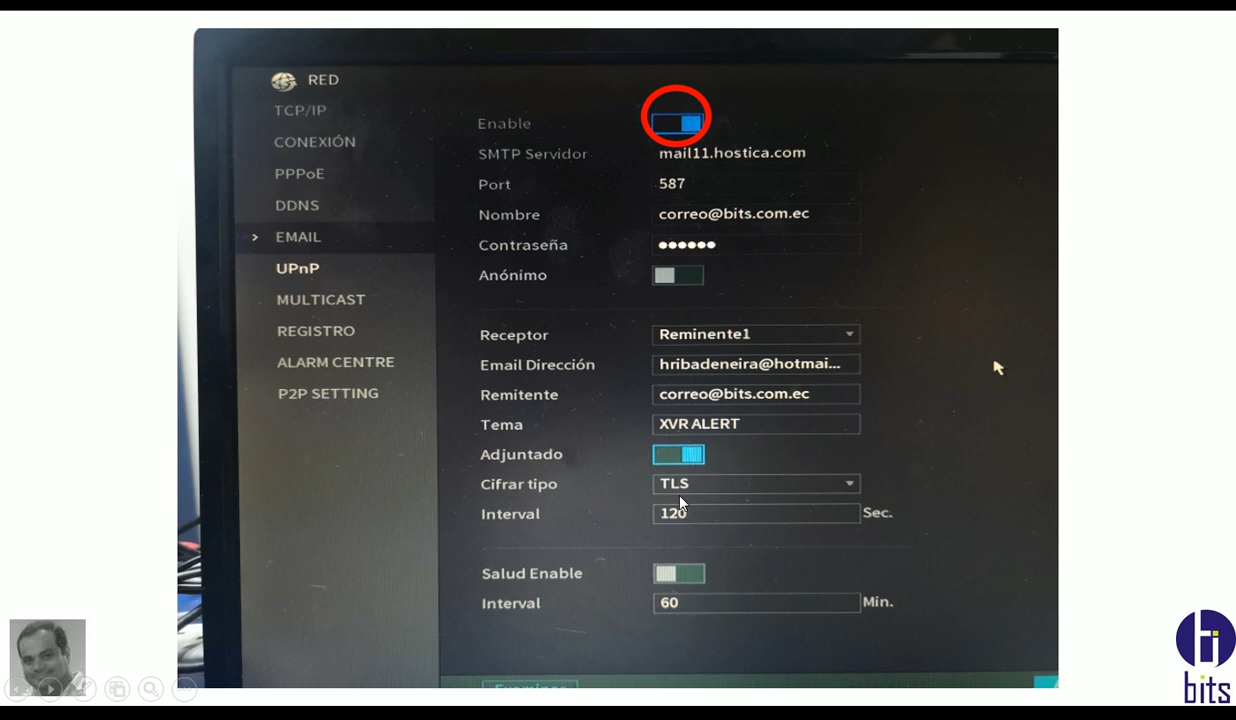 RED
TCP/IP
CONEXIÓN
PPPoE
DDNS
> EMAIL
UPnP
MULTICAST
REGISTRO
ALARM CENTRE
P2P SETTING
Enable
SMTP Servidor mail11.hostica.com
Port 587
Nombre correo@bits.com.ec
Contraseña ●●●●●●
Anónimo
Receptor Reminente1
Email Dirección hribadeneira@hotmai...
Remitente correo@bits.com.ec
Tema XVR ALERT
Adjuntado
Cifrar tipo TLS
Interval 120 Sec.
Salud Enable
Interval 60 Min.
bits